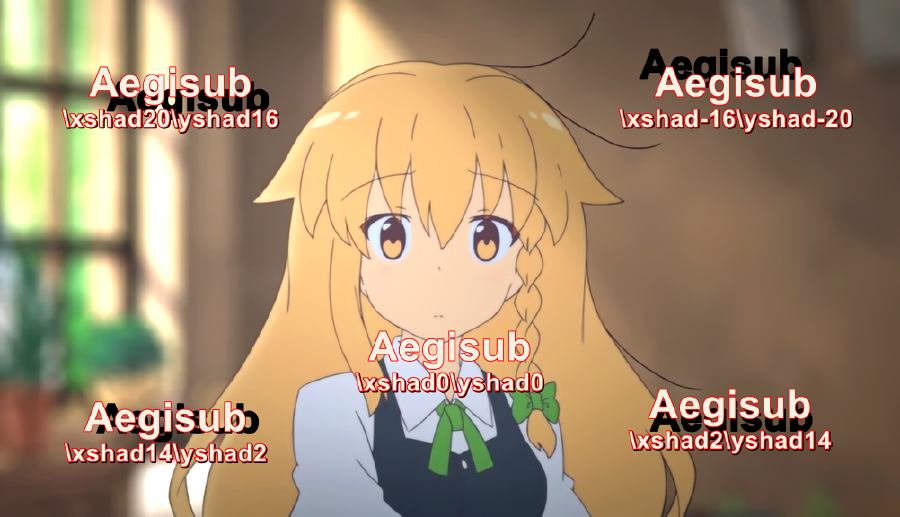 Aegisub
\xshad20\yshad16
Aegisub
\xshad-16\yshad-20
Aegisub
\xshad0\yshad0
Aegisub
\xshad14\yshad2
Aegisub
\xshad2\yshad14